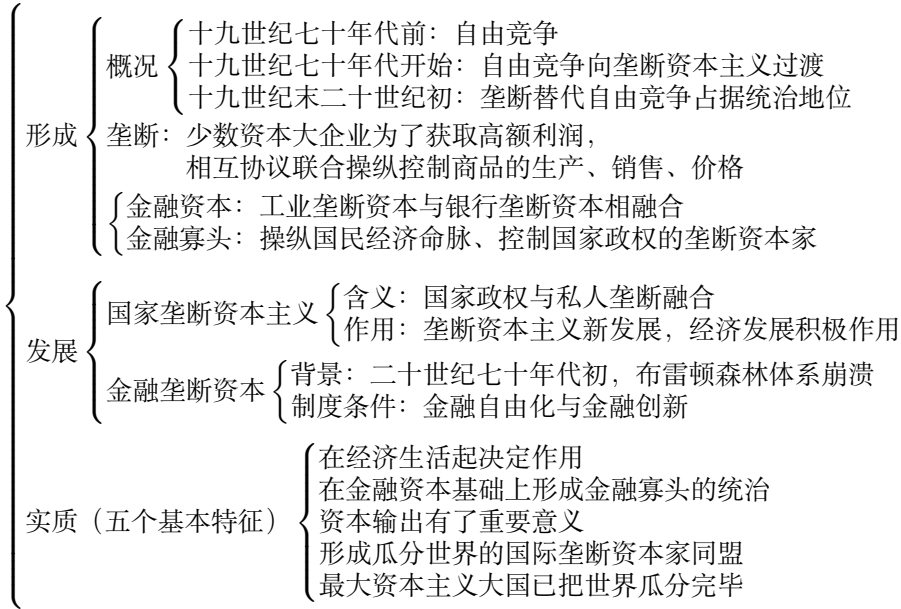 形成
概况
十九世纪七十年代前：自由竞争
十九世纪七十年代开始：自由竞争向垄断资本主义过渡
十九世纪末二十世纪初：垄断替代自由竞争占据统治地位
垄断：少数资本大企业为了获取高额利润，
相互协议联合操纵控制商品的生产、销售、价格
金融资本：工业垄断资本与银行垄断资本相融合
金融寡头：操纵国民经济命脉、控制国家政权的垄断资本家
发展
国家垄断资本主义
含义：国家政权与私人垄断融合
作用：垄断资本主义新发展，经济发展积极作用
金融垄断资本
背景：二十世纪七十年代初，布雷顿森林体系崩溃
制度条件：金融自由化与金融创新
实质（五个基本特征）
在经济生活起决定作用
在金融资本基础上形成金融寡头的统治
资本输出有了重要意义
形成瓜分世界的国际垄断资本家同盟
最大资本主义大国已把世界瓜分完毕